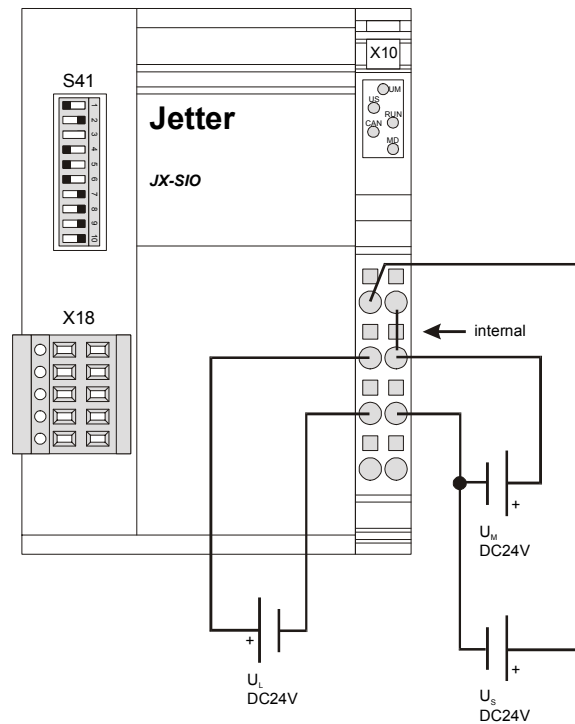 X10
S41
UM
US
RUN
CAN
MD
1
2
3
4
5
6
7
8
9
10
Jetter
JX-SIO
X18
internal
+
UM
DC24V
+
UL
DC24V
+
US
DC24V